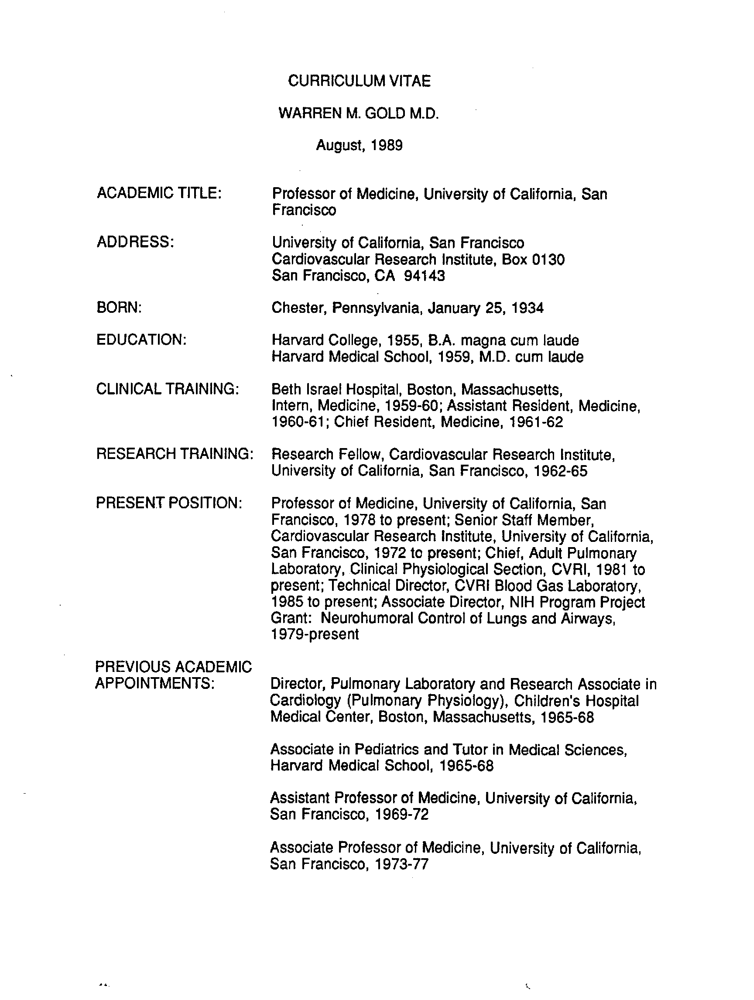 CURRICULUM VITAE
WARREN M. GOLD M.D.
August, 1989
ACADEMIC TITLE: Professor of Medicine, University of California, San
Francisco
ADDRESS: University of California, San Francisco
Cardiovascular Research Institute, Box 0130
San Francisco, CA 94143
BORN: Chester, Pennsylvania, January 25, 1934
EDUCATION: Harvard College, 1955, B.A. magna cum laude
Harvard Medical School, 1959, M.D. cum laude
CLINICAL TRAINING: Beth Israel Hospital, Boston, Massachusetts,
Intern, Medicine, 1959-60; Assistant Resident, Medicine,
1960-61; Chief Resident, Medicine, 1961-62
RESEARCH TRAINING: Research Fellow, Cardiovascular Research Institute,
University of California, San Francisco, 1962-65
PRESENT POSITION: Professor of Medicine, University of California, San
Francisco, 1978 to present; Senior Staff Member,
Cardiovascular Research Institute, University of California,
San Francisco, 1972 to present; Chief, Adult Pulmonary
Laboratory, Clinical Physiological Section, CVRI, 1981 to
present; Technical Director, CVRI Blood Gas Laboratory,
1985 to present; Associate Director, NIH Program Project
Grant: Neurohumoral Control of Lungs and Airways,
1979-present
PREVIOUS ACADEMIC
APPOINTMENTS: Director, Pulmonary Laboratory and Research Associate in
Cardiology (Pulmonary Physiology), Children's Hospital
Medical Center, Boston, Massachusetts, 1965-68
Associate in Pediatrics and Tutor in Medical Sciences,
Harvard Medical School, 1965-68
Assistant Professor of Medicine, University of California,
San Francisco, 1969-72
Associate Professor of Medicine, University of California,
San Francisco, 1973-77